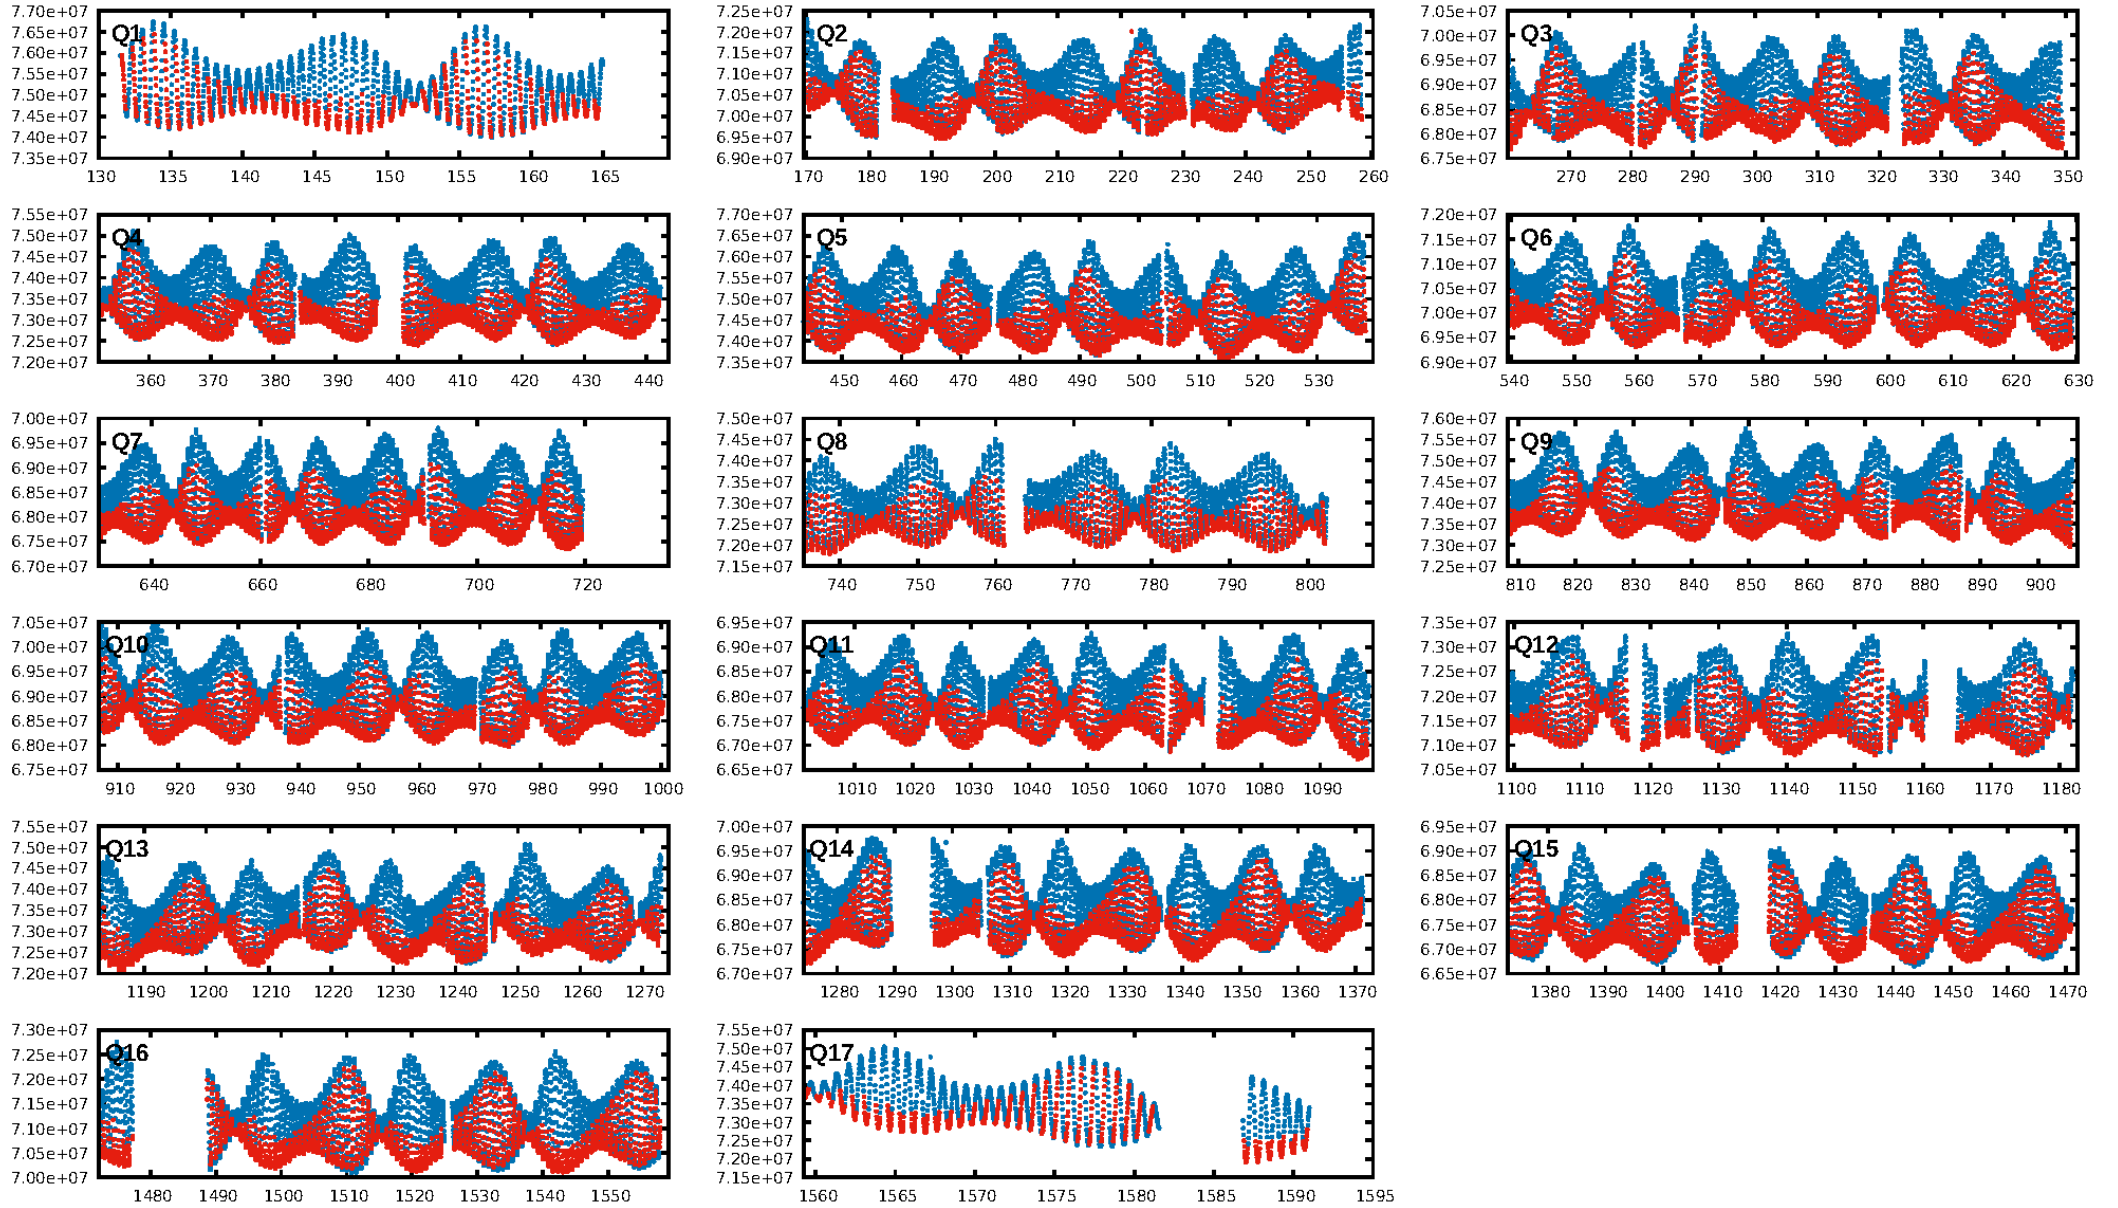 7.70e+07 7.65e+07 7.60e+07 7.55e+07 7.50e+07 7.45e+07 7.40e+07 7.35e+07
Q1
130 135 140 145 150 155 160 165
7.25e+07 7.20e+07 7.15e+07 7.10e+07 7.05e+07 7.00e+07 6.95e+07 6.90e+07
Q2
170 180 190 200 210 220 230 240 250 260
7.05e+07 7.00e+07 6.95e+07 6.90e+07 6.85e+07 6.80e+07 6.75e+07
Q3
270 280 290 300 310 320 330 340 350
7.55e+07 7.50e+07 7.45e+07 7.40e+07 7.35e+07 7.30e+07 7.25e+07 7.20e+07
Q4
360 370 380 390 400 410 420 430 440
7.70e+07 7.65e+07 7.60e+07 7.55e+07 7.50e+07 7.45e+07 7.40e+07 7.35e+07
Q5
450 460 470 480 490 500 510 520 530
7.20e+07 7.15e+07 7.10e+07 7.05e+07 7.00e+07 6.95e+07 6.90e+07
Q6
540 550 560 570 580 590 600 610 620 630
7.00e+07 6.95e+07 6.90e+07 6.85e+07 6.80e+07 6.75e+07 6.70e+07
Q7
640 660 680 700 720
7.50e+07 7.45e+07 7.40e+07 7.35e+07 7.30e+07 7.25e+07 7.20e+07 7.15e+07
Q8
740 750 760 770 780 790 800
7.60e+07 7.55e+07 7.50e+07 7.45e+07 7.40e+07 7.35e+07 7.30e+07 7.25e+07
Q9
810 820 830 840 850 860 870 880 890 900
7.05e+07 7.00e+07 6.95e+07 6.90e+07 6.85e+07 6.80e+07 6.75e+07
Q10
910 920 930 940 950 960 970 980 990 1000
6.95e+07 6.90e+07 6.85e+07 6.80e+07 6.75e+07 6.70e+07 6.65e+07
Q11
1010 1020 1030 1040 1050 1060 1070 1080 1090
7.35e+07 7.30e+07 7.25e+07 7.20e+07 7.15e+07 7.10e+07 7.05e+07
Q12
1100 1110 1120 1130 1140 1150 1160 1170 1180
7.55e+07 7.50e+07 7.45e+07 7.40e+07 7.35e+07 7.30e+07 7.25e+07 7.20e+07
Q13
1190 1200 1210 1220 1230 1240 1250 1260 1270
7.00e+07 6.95e+07 6.90e+07 6.85e+07 6.80e+07 6.75e+07 6.70e+07
Q14
1280 1290 1300 1310 1320 1330 1340 1350 1360 1370
6.95e+07 6.90e+07 6.85e+07 6.80e+07 6.75e+07 6.70e+07 6.65e+07
Q15
1380 1390 1400 1410 1420 1430 1440 1450 1460 1470
7.30e+07 7.25e+07 7.20e+07 7.15e+07 7.10e+07 7.05e+07 7.00e+07
Q16
1480 1490 1500 1510 1520 1530 1540 1550
7.55e+07 7.50e+07 7.45e+07 7.40e+07 7.35e+07 7.30e+07 7.25e+07 7.20e+07 7.15e+07
Q17
1560 1565 1570 1575 1580 1585 1590 1595